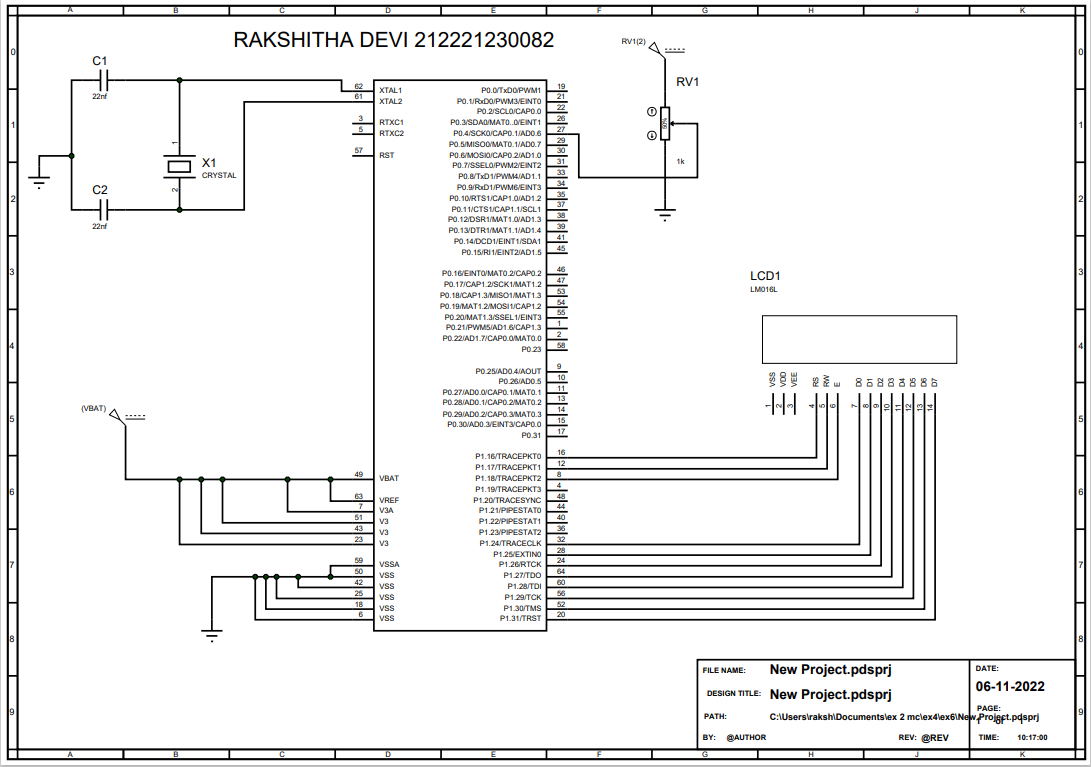 A B C D E F G H J K
RAKSHITHA DEVI 212221230082
0 0
1 1
2 2
3 3
4 4
5 5
6 6
7 7
8 8
9 9
C1
22nf
C2
22nf
1
X1
CRYSTAL
2
RV1(2)
RV1
50%
1k
62 XTAL1
61 XTAL2
3 RTXC1
5 RTXC2
57 RST
P0.0/TxD0/PWM1 19
P0.1/RxD0/PWM3/EINT0 21
P0.2/SCL0/CAP0.0 22
P0.3/SDA0/MAT0..0/EINT1 26
P0.4/SCK0/CAP0.1/AD0.6 27
P0.5/MISO0/MAT0.1/AD0.7 29
P0.6/MOSI0/CAP0.2/AD1.0 30
P0.7/SSEL0/PWM2/EINT2 31
P0.8/TxD1/PWM4/AD1.1 33
P0.9/RxD1/PWM6/EINT3 34
P0.10/RTS1/CAP1.0/AD1.2 35
P0.11/CTS1/CAP1.1/SCL1 37
P0.12/DSR1/MAT1.0/AD1.3 38
P0.13/DTR1/MAT1.1/AD1.4 39
P0.14/DCD1/EINT1/SDA1 41
P0.15/RI1/EINT2/AD1.5 45
P0.16/EINT0/MAT0.2/CAP0.2 46
P0.17/CAP1.2/SCK1/MAT1.2 47
P0.18/CAP1.3/MISO1/MAT1.3 53
P0.19/MAT1.2/MOSI1/CAP1.2 54
P0.20/MAT1.3/SSEL1/EINT3 55
P0.21/PWM5/AD1.6/CAP1.3 1
P0.22/AD1.7/CAP0.0/MAT0.0 2
P0.23 58
P0.25/AD0.4/AOUT 9
P0.26/AD0.5 10
P0.27/AD0.0/CAP0.1/MAT0.1 11
P0.28/AD0.1/CAP0.2/MAT0.2 13
P0.29/AD0.2/CAP0.3/MAT0.3 14
P0.30/AD0.3/EINT3/CAP0.0 15
P0.31 17
P1.16/TRACEPKT0 16
P1.17/TRACEPKT1 12
P1.18/TRACEPKT2 8
P1.19/TRACEPKT3 4
P1.20/TRACESYNC 48
P1.21/PIPESTAT0 44
P1.22/PIPESTAT1 40
P1.23/PIPESTAT2 36
P1.24/TRACECLK 32
P1.25/EXTIN0 28
P1.26/RTCK 24
P1.27/TDO 64
P1.28/TDI 60
P1.29/TCK 56
P1.30/TMS 52
P1.31/TRST 20
(VBAT)
49 VBAT
63 VREF
7 V3A
51 V3
43 V3
23 V3
59 VSSA
50 VSS
42 VSS
25 VSS
18 VSS
6 VSS
LCD1
LM016L
VSS VDD VEE RS RW E D0 D1 D2 D3 D4 D5 D6 D7
1 2 3 4 5 6 7 8 9 10 11 12 13 14
FILE NAME: New Project.pdsprj
DESIGN TITLE: New Project.pdsprj
PATH: C:\Users\raksh\Documents\ex 2 mc\ex4\ex6\New Project.pdsprj
BY: @AUTHOR
REV: @REV
DATE:
06-11-2022
PAGE:
TIME: 10:17:00
A B C D E F G H J K